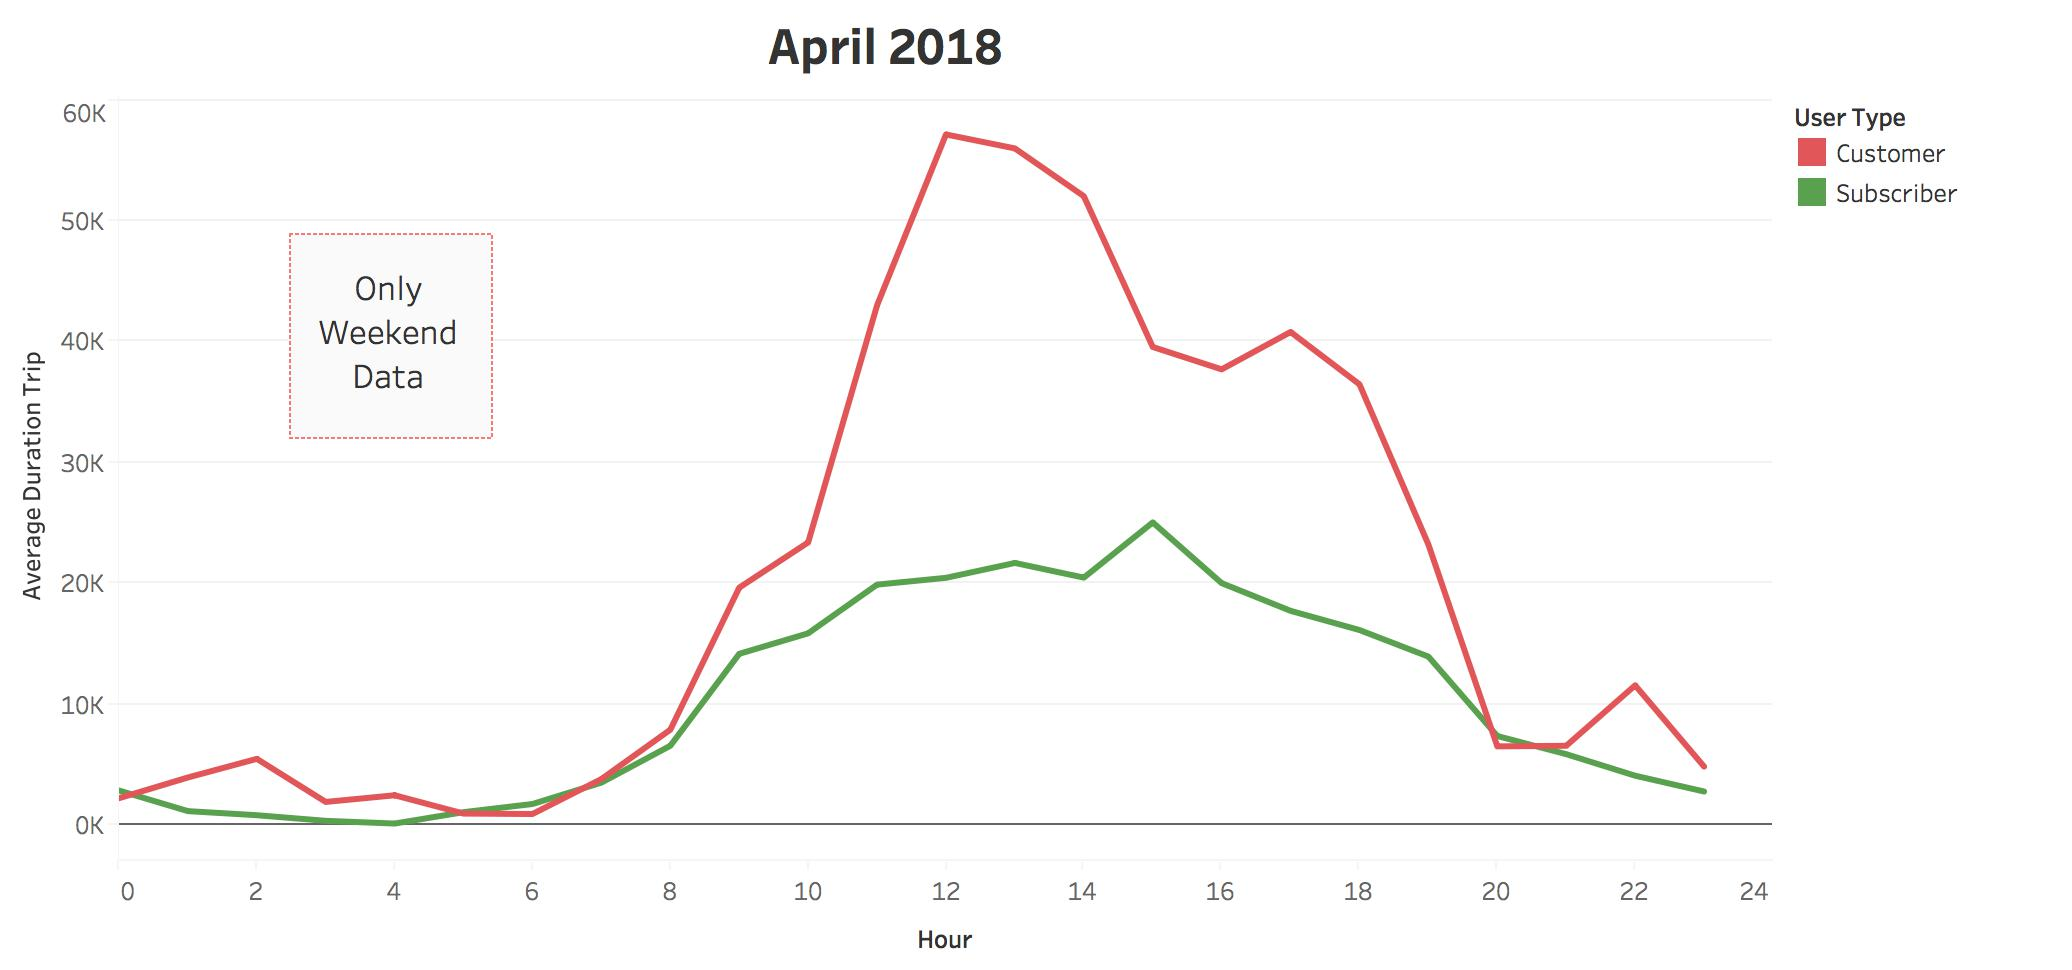 April 2018
60K
50K
40K
30K
20K
10K
0K
Average Duration Trip
Only
Weekend
Data
0 2 4 6 8 10 12 14 16 18 20 22 24
Hour
User Type
Customer
Subscriber